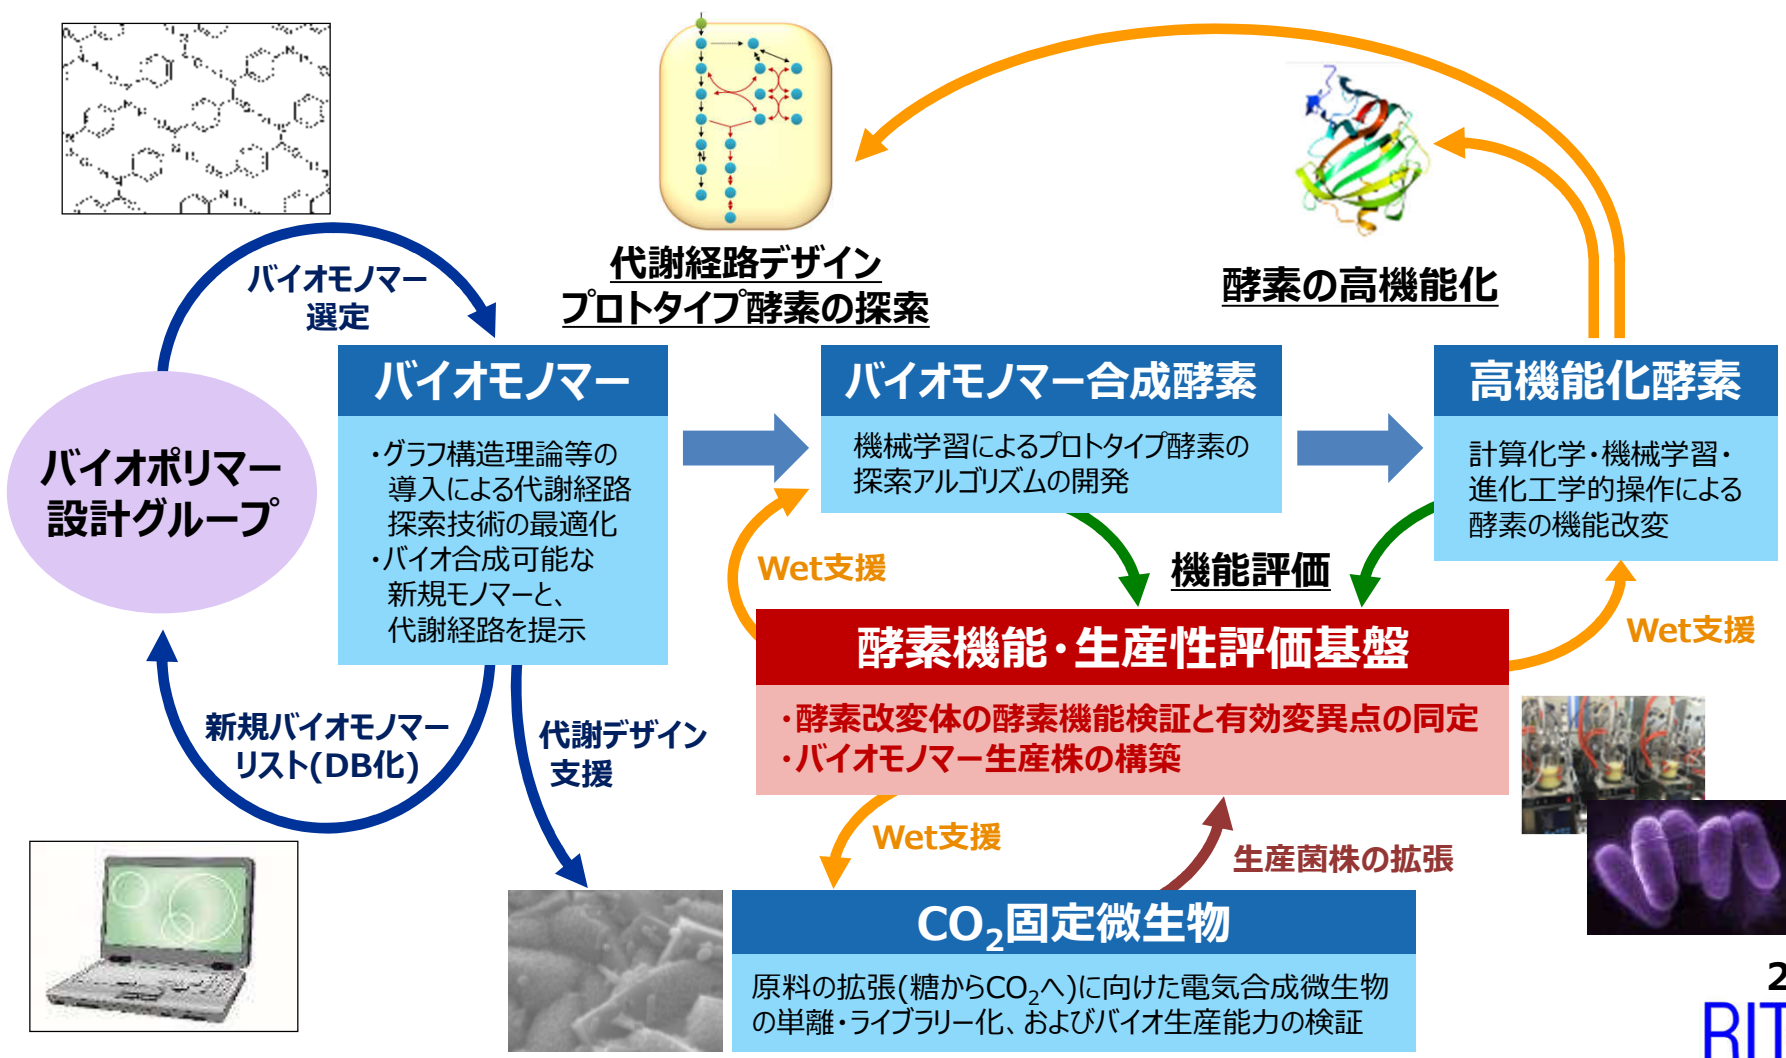 代謝経路デザイン
プロトタイプ酵素の探索
酵素の高機能化
バイオモノマー
選定
バイオポリマー
設計グループ
バイオモノマー
・グラフ構造理論等の
導入による代謝経路
探索技術の最適化
・バイオ合成可能な
新規モノマーと、
代謝経路を提示
バイオモノマー合成酵素
機械学習によるプロトタイプ酵素の
探索アルゴリズムの開発
高機能化酵素
計算化学・機械学習・
進化工学的操作による
酵素の機能改変
Wet支援
機能評価
Wet支援
酵素機能・生産性評価基盤
・酵素改変体の酵素機能検証と有効変異点の同定
・バイオモノマー生産株の構築
新規バイオモノマー
リスト(DB化)
代謝デザイン
支援
Wet支援
生産菌株の拡張
CO₂固定微生物
原料の拡張(糖からCO₂へ)に向けた電気合成微生物
の単離・ライブラリー化、およびバイオ生産能力の検証
2
RIT